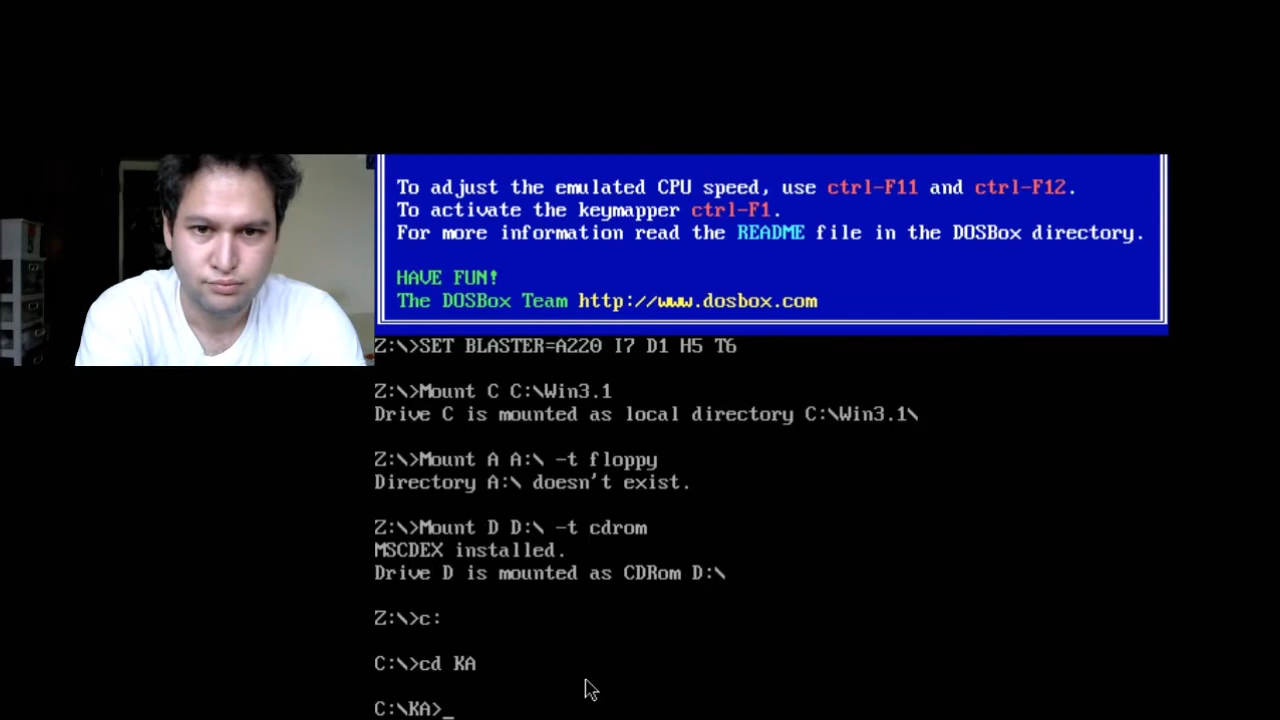 To adjust the emulated CPU speed, use ctrl-F11 and ctrl-F12.
To activate the keymapper ctrl-F1.
For more information read the README file in the DOSBox directory.
HAVE FUN!
The DOSBox Team http://www.dosbox.com
Z:\>SET BLASTER=A220 I7 D1 H5 T6
Z:\>Mount C C:\Win3.1
Drive C is mounted as local directory C:\Win3.1\
Z:\>Mount A A:\ -t floppy
Directory A:\ doesn't exist.
Z:\>Mount D D:\ -t cdrom
MSCDEX installed.
Drive D is mounted as CDRom D:\
Z:\>c:
C:\>cd KA
C:\KA>_